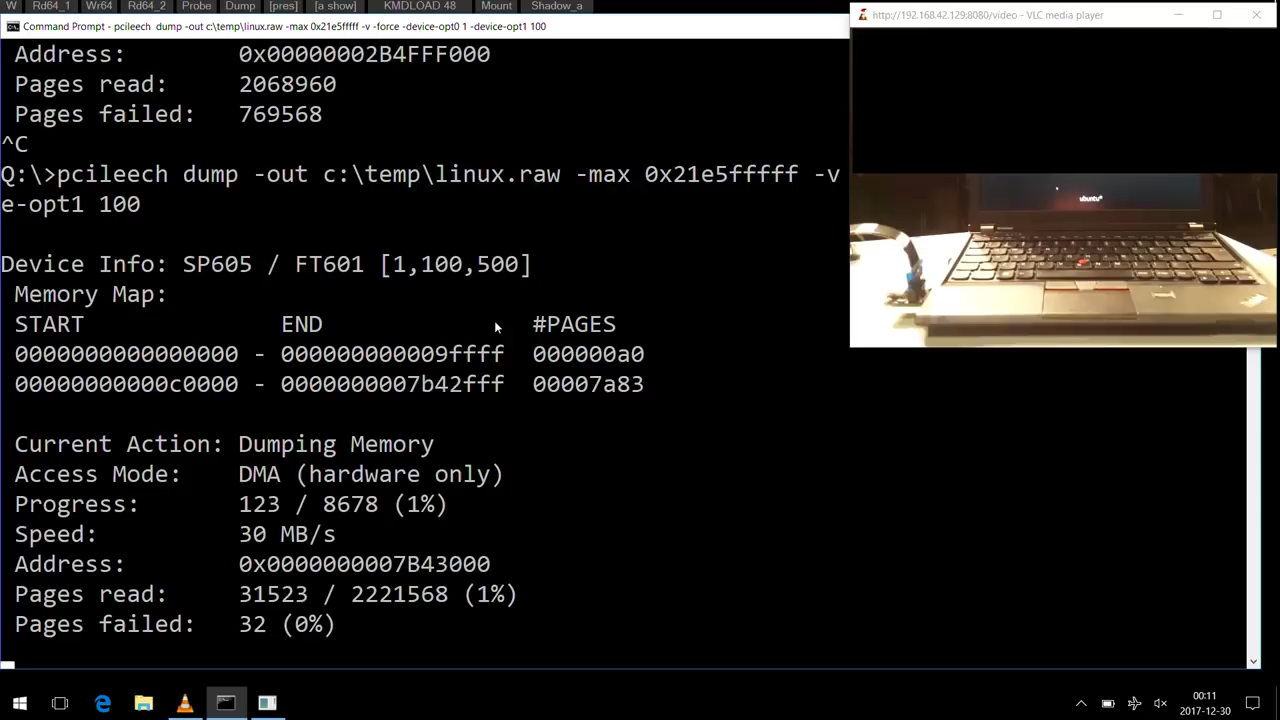 W Rd64_1 Wr64 Rd64_2 Probe Dump [pres] [a show] KMDLOAD 48 Mount Shadow_a
Command Prompt - pcileech dump -out c:\temp\linux.raw -max 0x21e5fffff -v -force -device-opt0 1 -device-opt1 100
http://192.168.42.129:8080/video - VLC media player
Address: 0x00000002B4FFF000
Pages read: 2068960
Pages failed: 769568
^C
Q:\>pcileech dump -out c:\temp\linux.raw -max 0x21e5fffff -v
e-opt1 100
ubuntu
Device Info: SP605 / FT601 [1,100,500]
Memory Map:
START END #PAGES
0000000000000000 - 000000000009ffff 000000a0
00000000000c0000 - 0000000007b42fff 00007a83
Current Action: Dumping Memory
Access Mode: DMA (hardware only)
Progress: 123 / 8678 (1%)
Speed: 30 MB/s
Address: 0x0000000007B43000
Pages read: 31523 / 2221568 (1%)
Pages failed: 32 (0%)
00:11
2017-12-30